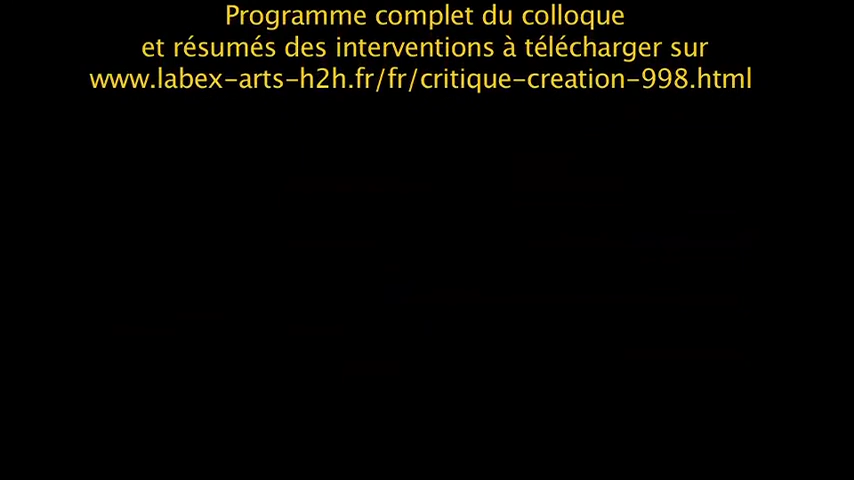 Programme complet du colloque
et résumés des interventions à télécharger sur
www.labex-arts-h2h.fr/fr/critique-creation-998.html